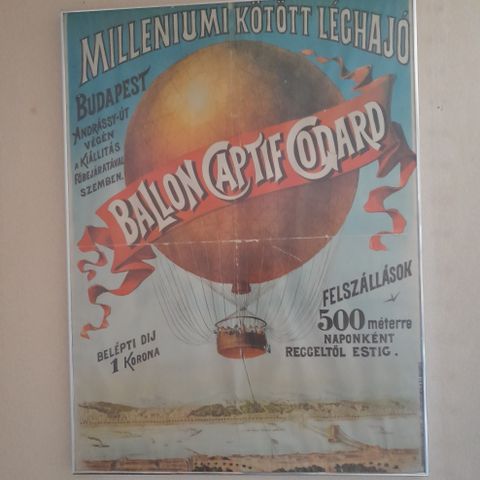 MILLENIUMI KÖTÖTT LÉGHAJÓ
BUDAPEST
ANDRÁSSY-ÚT
VÉGÉN
A KIÁLLITÁS
FŐBEJÁRATÁVAL
SZEMBEN.
BALLON CAPTIF GODARD
FELSZÁLLÁSOK
500 méterre
NAPONKÉNT
REGGELTŐL ESTIG.
BELÉPTI DIJ
1 KORONA